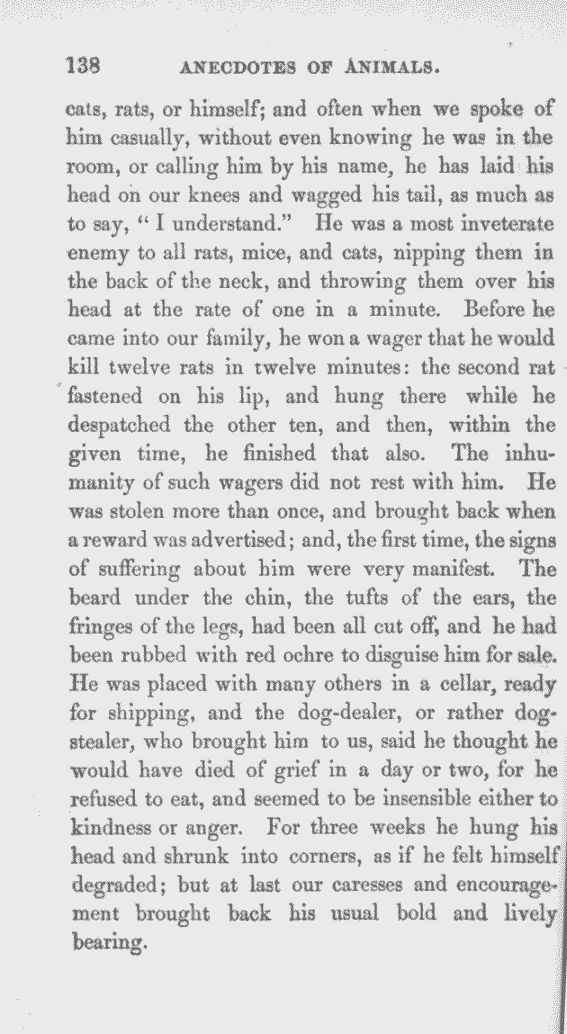 138 ANECDOTES OF ANIMALS.
cats, rats, or himself; and often when we spoke of
him casually, without even knowing he was in the
room, or calling him by his name, he has laid his
head on our knees and wagged his tail, as much as
to say, “ I understand.” He was a most inveterate
enemy to all rats, mice, and cats, nipping them in
the back of the neck, and throwing them over his
head at the rate of one in a minute. Before he
came into our family, he won a wager that he would
kill twelve rats in twelve minutes: the second rat
fastened on his lip, and hung there while he
despatched the other ten, and then, within the
given time, he finished that also. The inhu-
manity of such wagers did not rest with him. He
was stolen more than once, and brought back when
a reward was advertised; and, the first time, the signs
of suffering about him were very manifest. The
beard under the chin, the tufts of the ears, the
fringes of the legs, had been all cut off, and he had
been rubbed with red ochre to disguise him for sale.
He was placed with many others in a cellar, ready
for shipping, and the dog-dealer, or rather dog-
stealer, who brought him to us, said he thought he
would have died of grief in a day or two, for he
refused to eat, and seemed to be insensible either to
kindness or anger. For three weeks he hung his
head and shrunk into corners, as if he felt himself
degraded; but at last our caresses and encourage-
ment brought back his usual bold and lively
bearing.